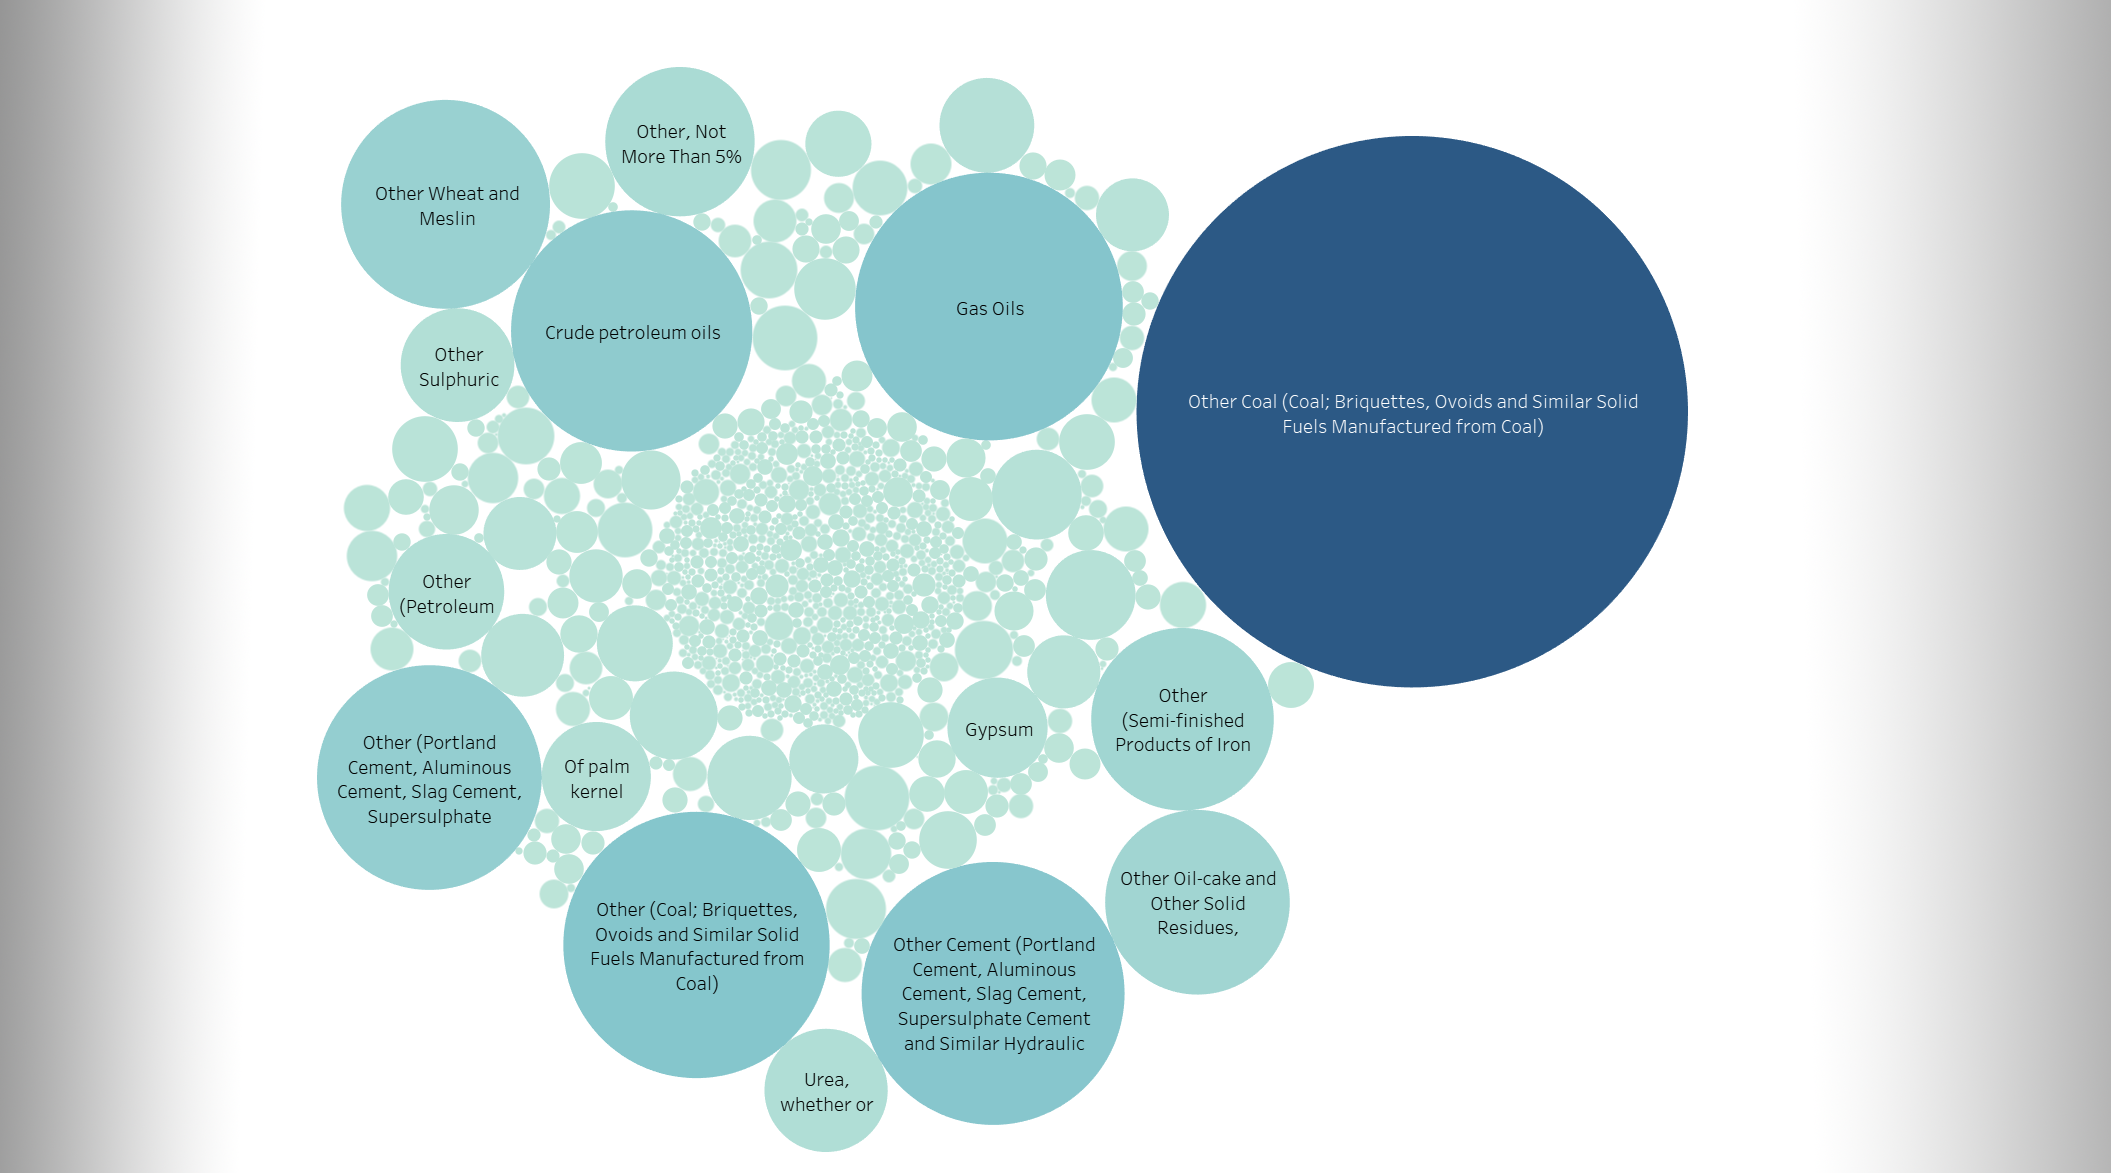 Other, Not
More Than 5%
Other Wheat and
Meslin
Crude petroleum oils
Gas Oils
Other
Sulphuric
Other Coal (Coal; Briquettes, Ovoids and Similar Solid
Fuels Manufactured from Coal)
Other
(Petroleum
Other (Portland
Cement, Aluminous
Cement, Slag Cement,
Supersulphate
Of palm
kernel
Gypsum
Other
(Semi-finished
Products of Iron
Other (Coal; Briquettes,
Ovoids and Similar Solid
Fuels Manufactured from
Coal)
Other Cement (Portland
Cement, Aluminous
Cement, Slag Cement,
Supersulphate Cement
and Similar Hydraulic
Other Oil-cake and
Other Solid
Residues,
Urea,
whether or